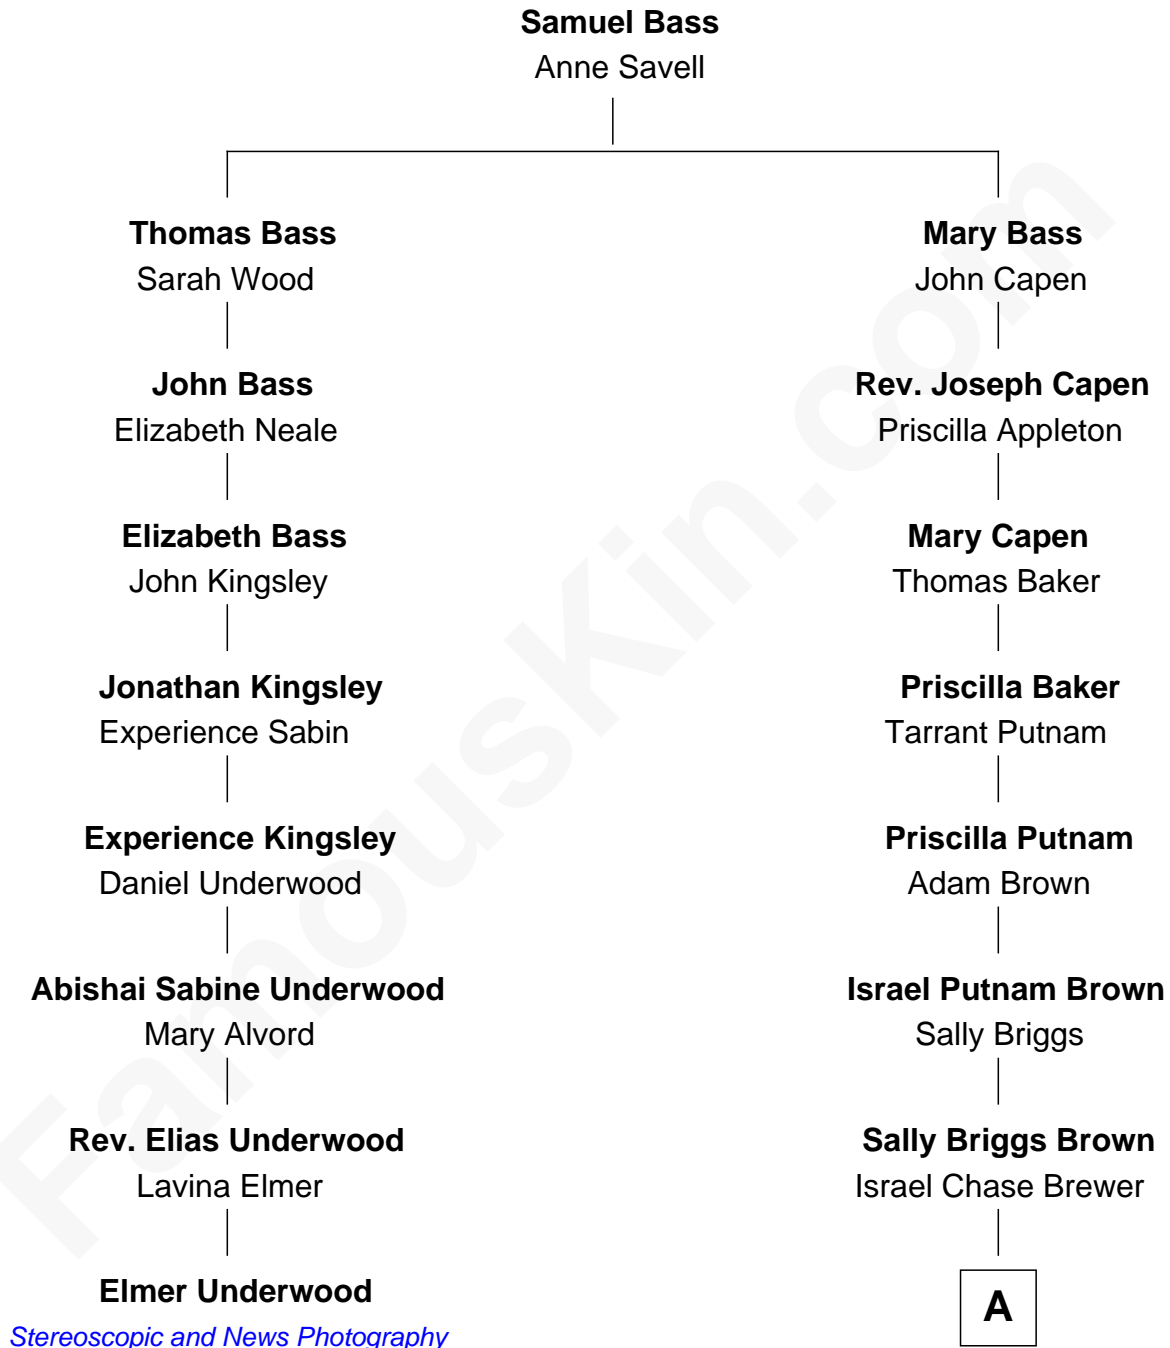 Samuel Bass
Anne Savell
Thomas Bass
Sarah Wood
Mary Bass
John Capen
John Bass
Elizabeth Neale
Rev. Joseph Capen
Priscilla Appleton
Elizabeth Bass
John Kingsley
Mary Capen
Thomas Baker
Jonathan Kingsley
Experience Sabin
Priscilla Baker
Tarrant Putnam
Experience Kingsley
Daniel Underwood
Priscilla Putnam
Adam Brown
Abishai Sabine Underwood
Mary Alvord
Israel Putnam Brown
Sally Briggs
Rev. Elias Underwood
Lavina Elmer
Sally Briggs Brown
Israel Chase Brewer
Elmer Underwood
Stereoscopic and News Photography
A
FamousKin.com